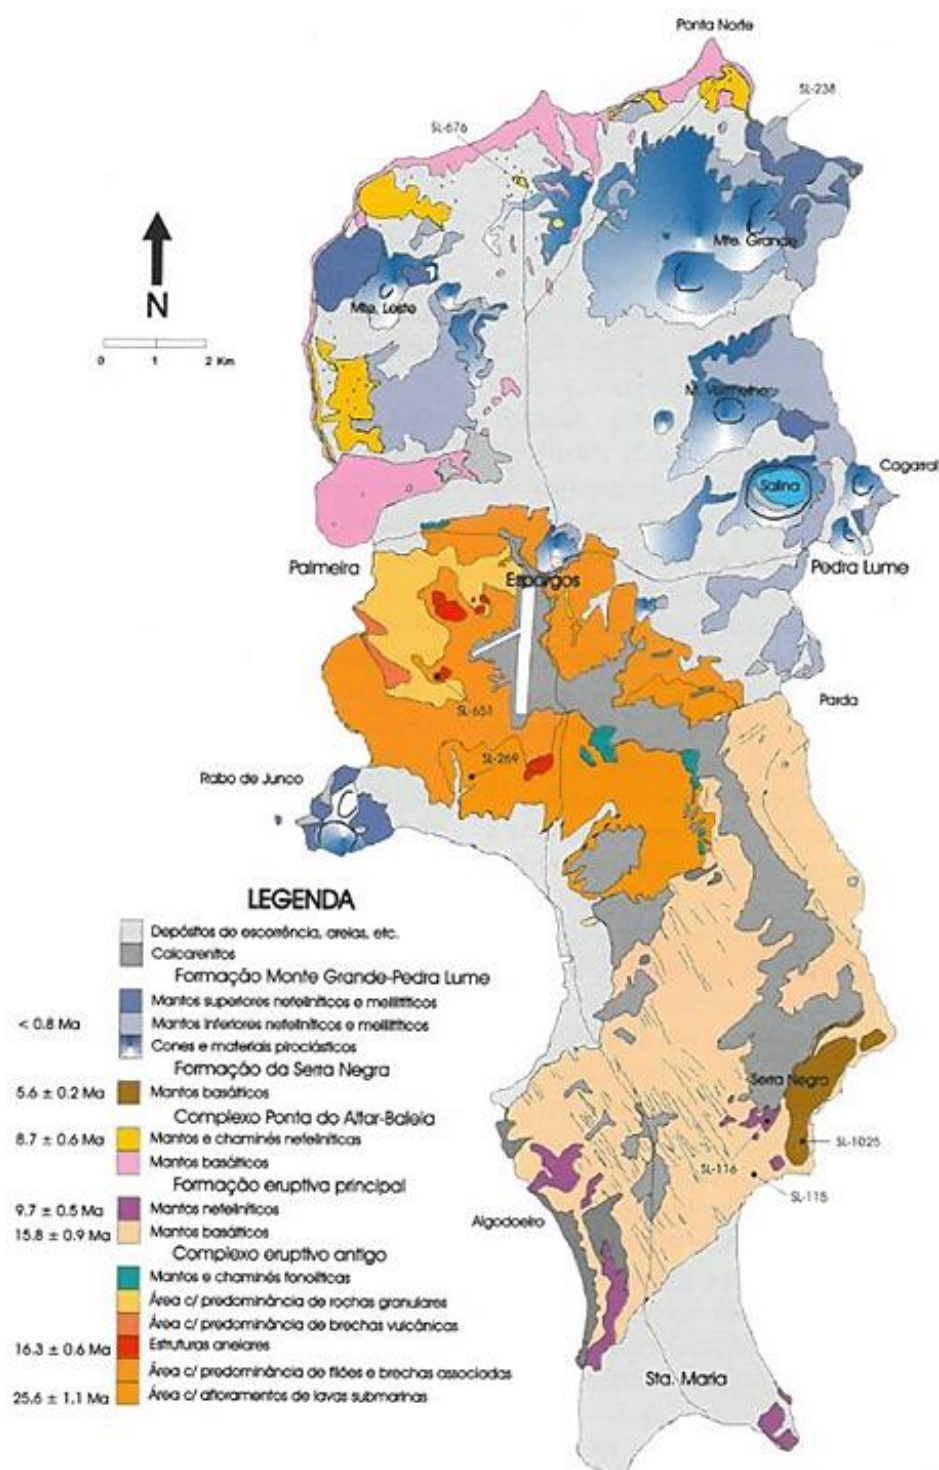 Ponta Norte
SL-238
SL-676
Mte. Grande
N
Mte. Leste
0 1 2 Km
M. Vermelho
Cagarral
Salina
Palmeira
Espargos
Pedra Lume
SL-651
Parda
SL-269
Rabo de Junco
LEGENDA
Depósitos de escorrência, areias, etc.
Calcarenitos
Formação Monte Grande-Pedra Lume
Mantos superiores nefeliníticos e melilitíticos
< 0.8 Ma Mantos inferiores nefeliníticos e melilitíticos
Cones e materiais piroclásticos
Formação da Serra Negra
Serra Negra
5.6 ± 0.2 Ma Mantos basálticos
Complexo Ponta do Altar-Baleia
8.7 ± 0.6 Ma Mantos e chaminés nefeliníticas
SL-1025
Mantos basálticos
SL-116
Formação eruptiva principal
SL-115
9.7 ± 0.5 Ma Mantos nefeliníticos
Algodoeiro
15.8 ± 0.9 Ma Mantos basálticos
Complexo eruptivo antigo
Mantos e chaminés fonolíticas
Área c/ predominância de rochas granulares
Área c/ predominância de brechas vulcânicas
16.3 ± 0.6 Ma Estruturas anelares
Área c/ predominância de filões e brechas associadas
Sta. Maria
25.6 ± 1.1 Ma Área c/ afloramentos de lavas submarinas